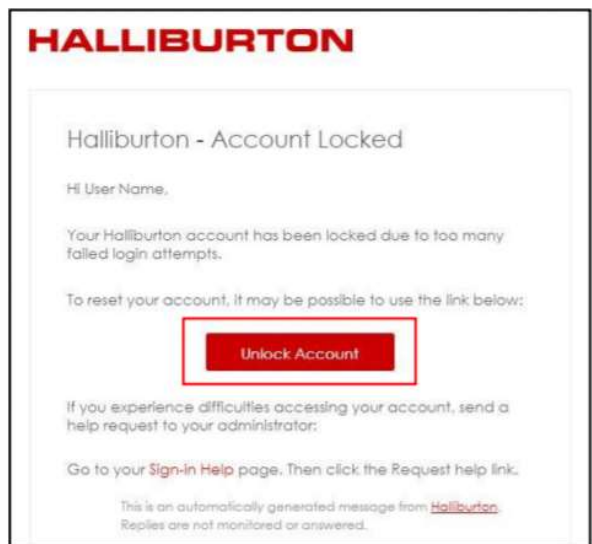 HALLIBURTON
Halliburton - Account Locked
Hi User Name,
Your Halliburton account has been locked due to too many
failed login attempts.
To reset your account, it may be possible to use the link below:
Unlock Account
If you experience difficulties accessing your account, send a
help request to your administrator:
Go to your Sign-in Help page. Then click the Request help link.
This is an automatically generated message from Halliburton.
Replies are not monitored or answered.